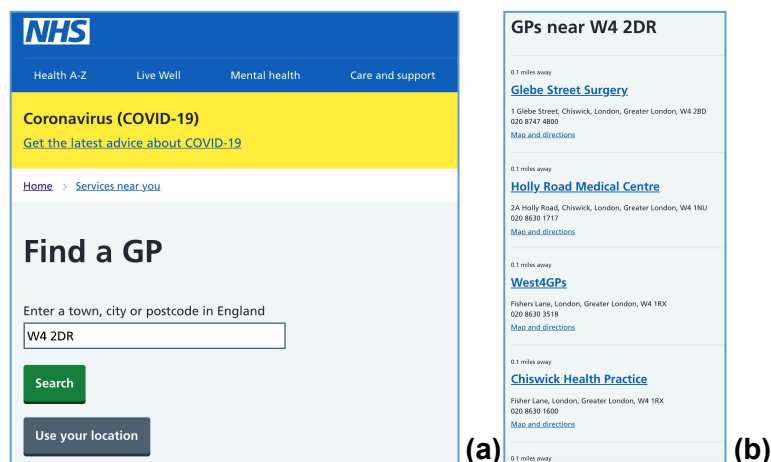 NHS
Health A-Z Live Well Mental health Care and support
Coronavirus (COVID-19)
Get the latest advice about COVID-19
Home > Services near you
Find a GP
Enter a town, city or postcode in England
W4 2DR
Search
Use your location
(a)
GPs near W4 2DR
0.1 miles away
Glebe Street Surgery
1 Glebe Street, Chiswick, London, Greater London, W4 2BD
020 8747 4800
Map and directions
0.1 miles away
Holly Road Medical Centre
2A Holly Road, Chiswick, London, Greater London, W4 1NU
020 8630 1717
Map and directions
0.1 miles away
West4GPs
Fishers Lane, London, Greater London, W4 1RX
020 8630 3518
Map and directions
0.1 miles away
Chiswick Health Practice
Fisher Lane, London, Greater London, W4 1RX
020 8630 1600
Map and directions
0.1 miles away
(b)